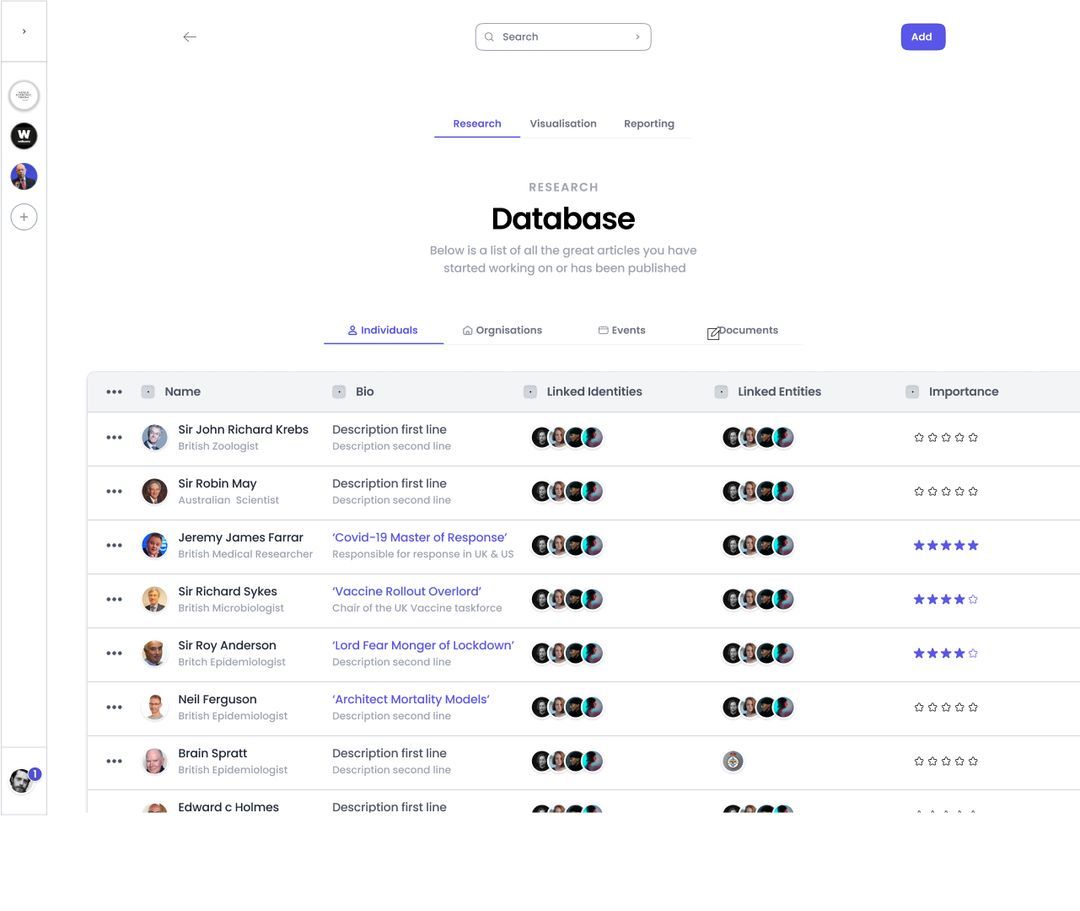 Search
Add
W
Research Visualisation Reporting
RESEARCH
Database
Below is a list of all the great articles you have
started working on or has been published
Individuals Orgnisations Events Documents
Name Bio Linked Identities Linked Entities Importance
Sir John Richard Krebs Description first line
British Zoologist Description second line
Sir Robin May Description first line
Australian Scientist Description second line
Jeremy James Farrar ‘Covid-19 Master of Response’
British Medical Researcher Responsible for response in UK & US
Sir Richard Sykes ‘Vaccine Rollout Overlord’
British Microbiologist Chair of the UK Vaccine taskforce
Sir Roy Anderson ‘Lord Fear Monger of Lockdown’
Britch Epidemiologist Description second line
Neil Ferguson ‘Architect Mortality Models’
British Epidemiologist Description second line
Brain Spratt Description first line
British Epidemiologist Description second line
1
Edward c Holmes Description first line